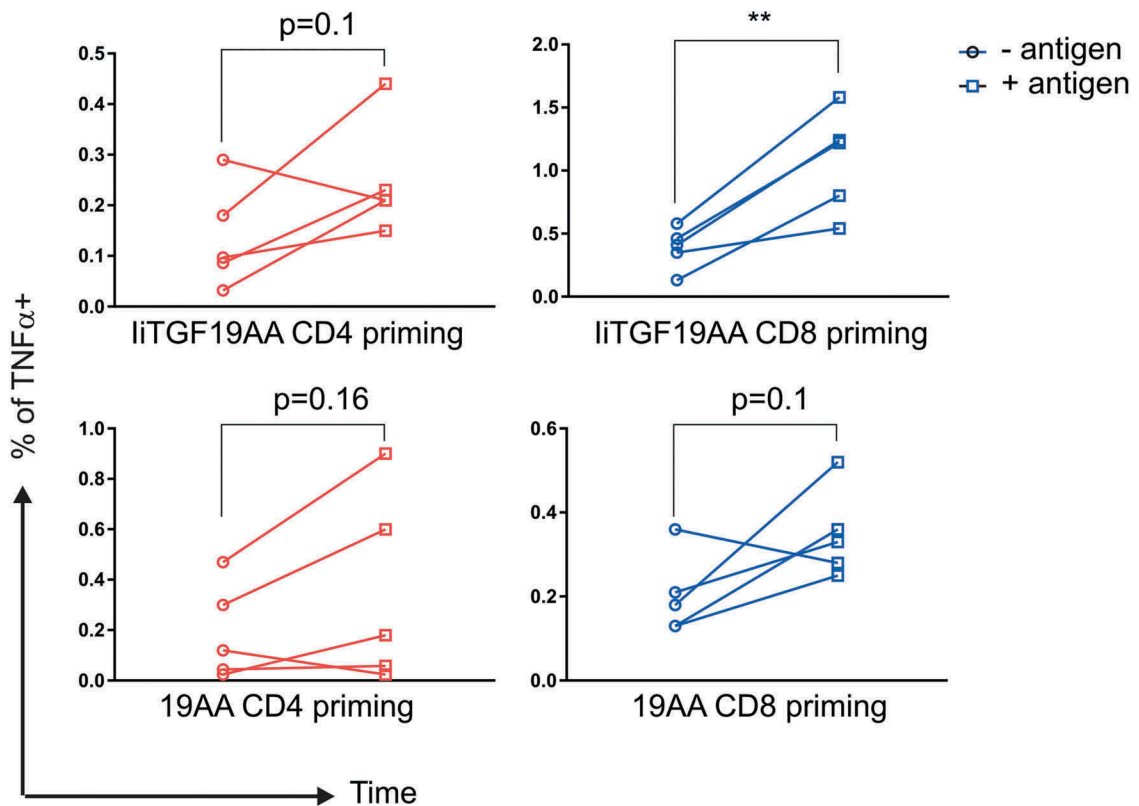 p=0.1
0.5
0.4
0.3
0.2
0.1
0.0
IiTGF19AA CD4 priming
**
2.0
1.5
1.0
0.5
0.0
IiTGF19AA CD8 priming
- antigen
+ antigen
% of TNFα+
p=0.16
1.0
0.8
0.6
0.4
0.2
0.0
19AA CD4 priming
p=0.1
0.6
0.4
0.2
0.0
19AA CD8 priming
Time